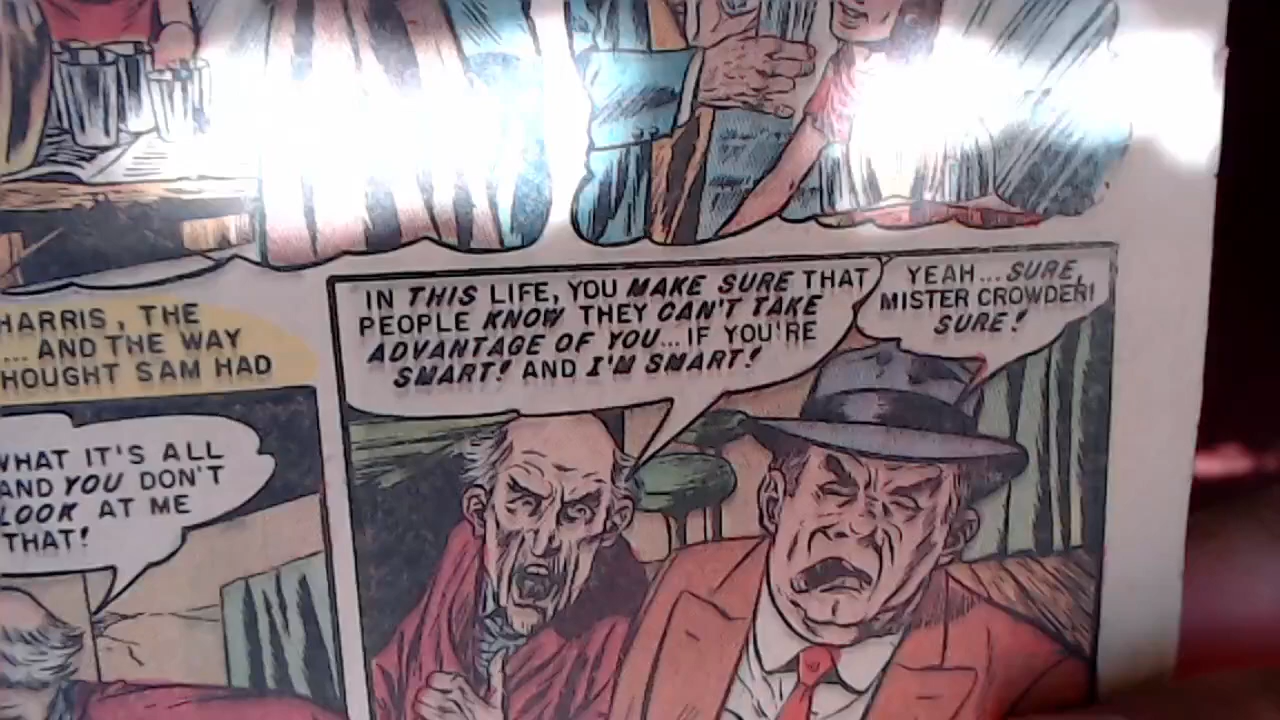 HARRIS, THE
... AND THE WAY
HOUGHT SAM HAD
WHAT IT'S ALL
AND YOU DON'T
LOOK AT ME
THAT!
IN THIS LIFE, YOU MAKE SURE THAT
PEOPLE KNOW THEY CAN'T TAKE
ADVANTAGE OF YOU... IF YOU'RE
SMART! AND I'M SMART!
YEAH... SURE,
MISTER CROWDER!
SURE!